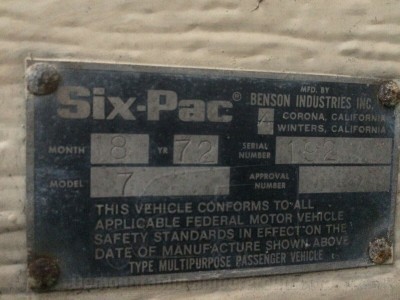 MFD. BY
Six-Pac® BENSON INDUSTRIES INC.
4 CORONA, CALIFORNIA
WINTERS, CALIFORNIA
MONTH 8 YR 72 SERIAL NUMBER
MODEL 7 APPROVAL NUMBER
THIS VEHICLE CONFORMS TO ALL
APPLICABLE FEDERAL MOTOR VEHICLE
SAFETY STANDARDS IN EFFECT ON THE
DATE OF MANUFACTURE SHOWN ABOVE
TYPE MULTIPURPOSE PASSENGER VEHICLE